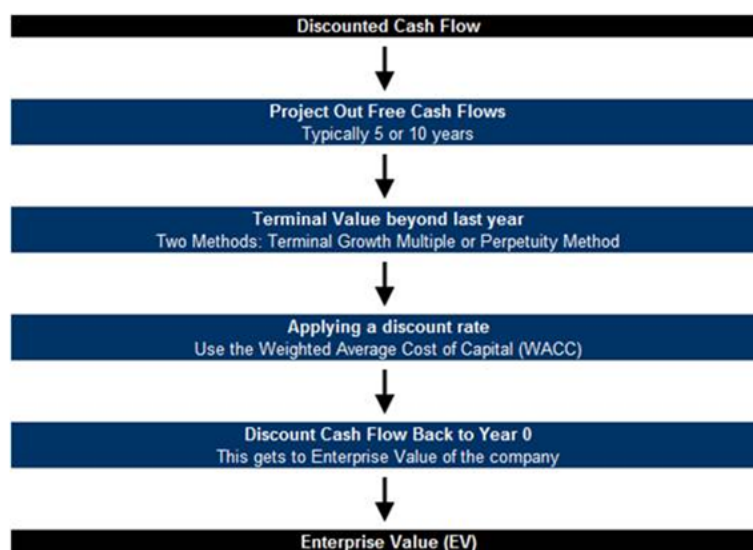 Discounted Cash Flow
Project Out Free Cash Flows
Typically 5 or 10 years
Terminal Value beyond last year
Two Methods: Terminal Growth Multiple or Perpetuity Method
Applying a discount rate
Use the Weighted Average Cost of Capital (WACC)
Discount Cash Flow Back to Year 0
This gets to Enterprise Value of the company
Enterprise Value (EV)